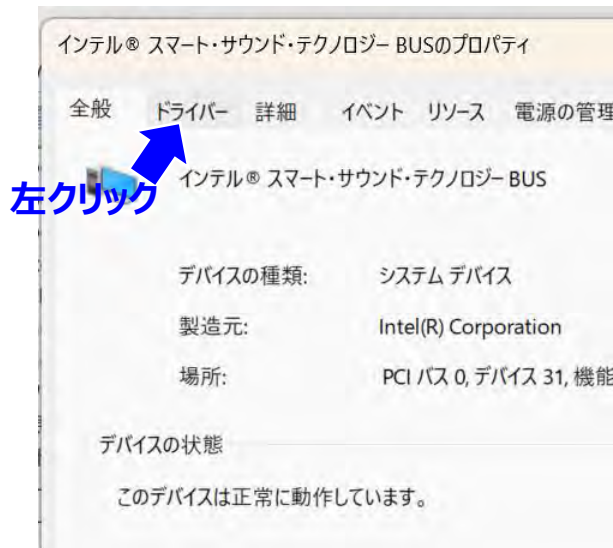 インテル® スマート・サウンド・テクノロジー BUSのプロパティ
全般 ドライバー 詳細 イベント リソース 電源の管理
インテル® スマート・サウンド・テクノロジー BUS
左クリック
デバイスの種類: システム デバイス
製造元: Intel(R) Corporation
場所: PCI バス 0, デバイス 31, 機能
デバイスの状態
このデバイスは正常に動作しています。